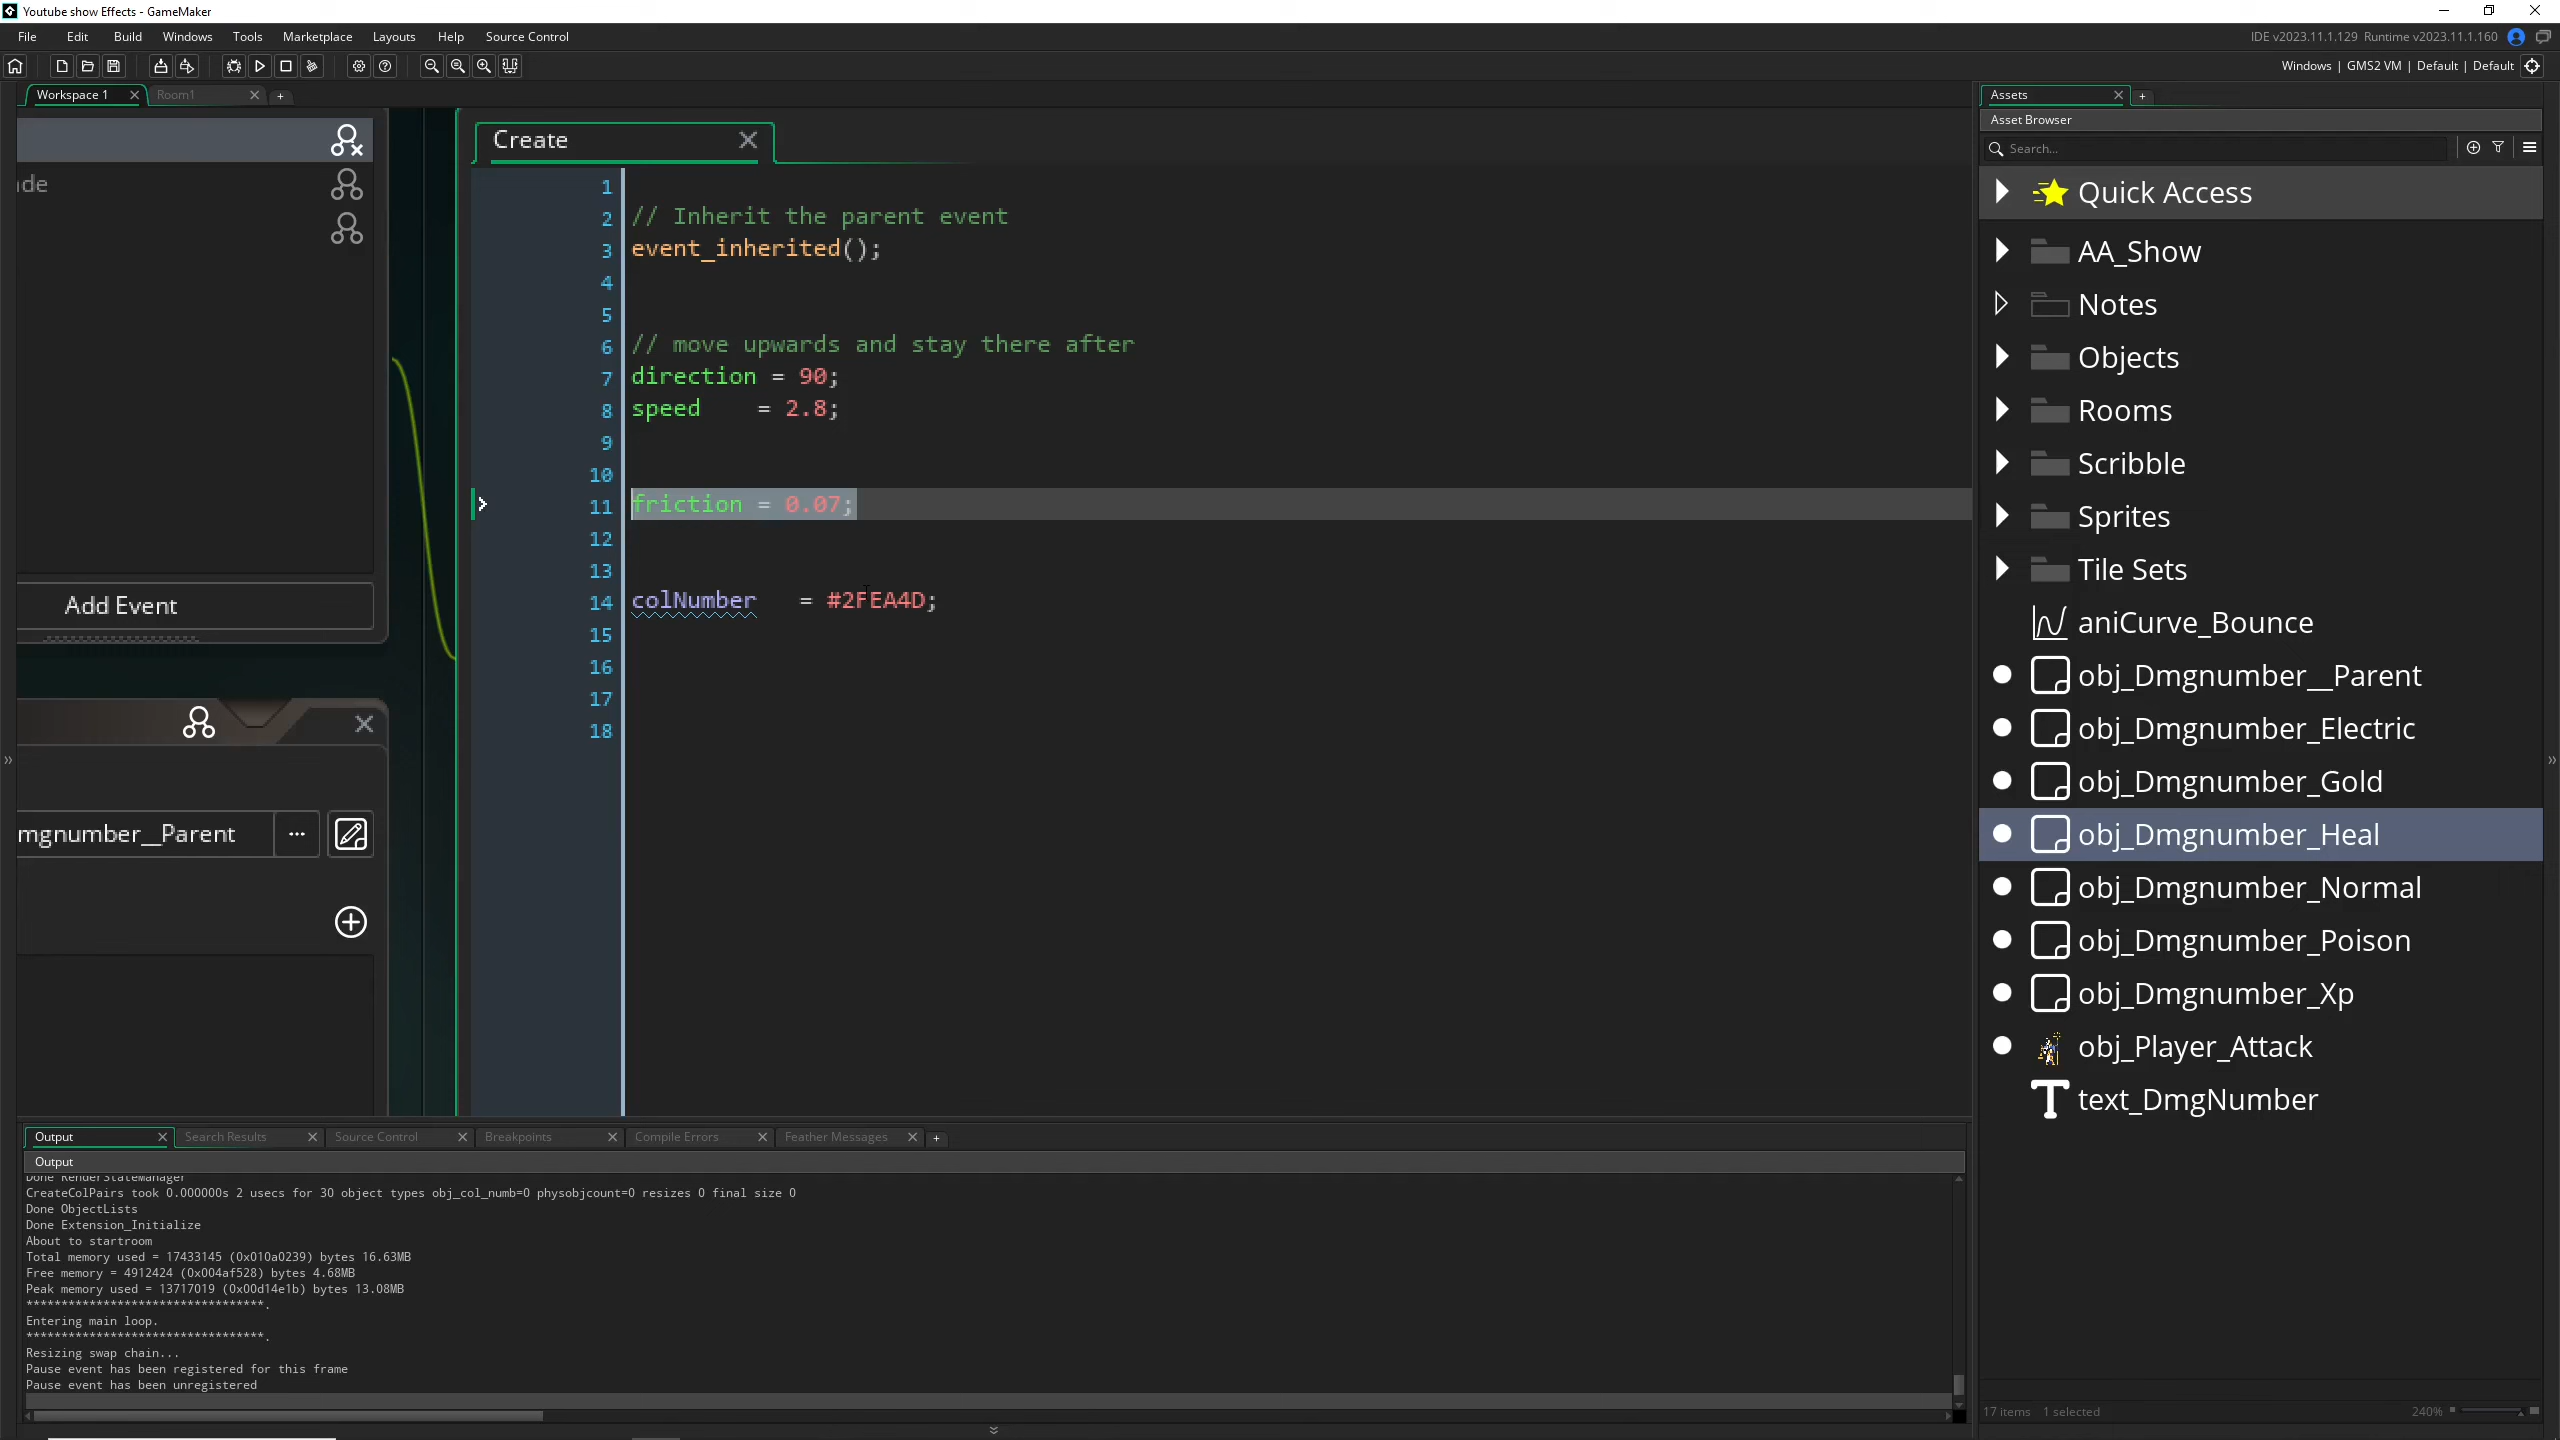 Youtube show Effects - GameMaker
File Edit Build Windows Tools Marketplace Layouts Help Source Control
IDE v2023.11.1.129 Runtime v2023.11.1.160
Windows | GMS2 VM | Default | Default
Workspace 1
Room1
Create
1
2 // Inherit the parent event
3 event_inherited();
4
5
6 // move upwards and stay there after
7 direction = 90;
8 speed = 2.8;
9
10
11 friction = 0.07;
12
13
14 colNumber = #2FEA4D;
15
16
17
18
Add Event
mgnumber__Parent
...
Assets
Asset Browser
Search...
Quick Access
AA_Show
Notes
Objects
Rooms
Scribble
Sprites
Tile Sets
aniCurve_Bounce
obj_Dmgnumber__Parent
obj_Dmgnumber_Electric
obj_Dmgnumber_Gold
obj_Dmgnumber_Heal
obj_Dmgnumber_Normal
obj_Dmgnumber_Poison
obj_Dmgnumber_Xp
obj_Player_Attack
text_DmgNumber
17 items 1 selected
240%
Output Search Results Source Control Breakpoints Compile Errors Feather Messages
Output
Done RenderStateManager
CreateColPairs took 0.000000s 2 usecs for 30 object types obj_col_numb=0 physobjcount=0 resizes 0 final size 0
Done ObjectLists
Done Extension_Initialize
About to startroom
Total memory used = 17433145 (0x010a0239) bytes 16.63MB
Free memory = 4912424 (0x004af528) bytes 4.68MB
Peak memory used = 13717019 (0x00d14e1b) bytes 13.08MB
**********************************.
Entering main loop.
**********************************.
Resizing swap chain...
Pause event has been registered for this frame
Pause event has been unregistered